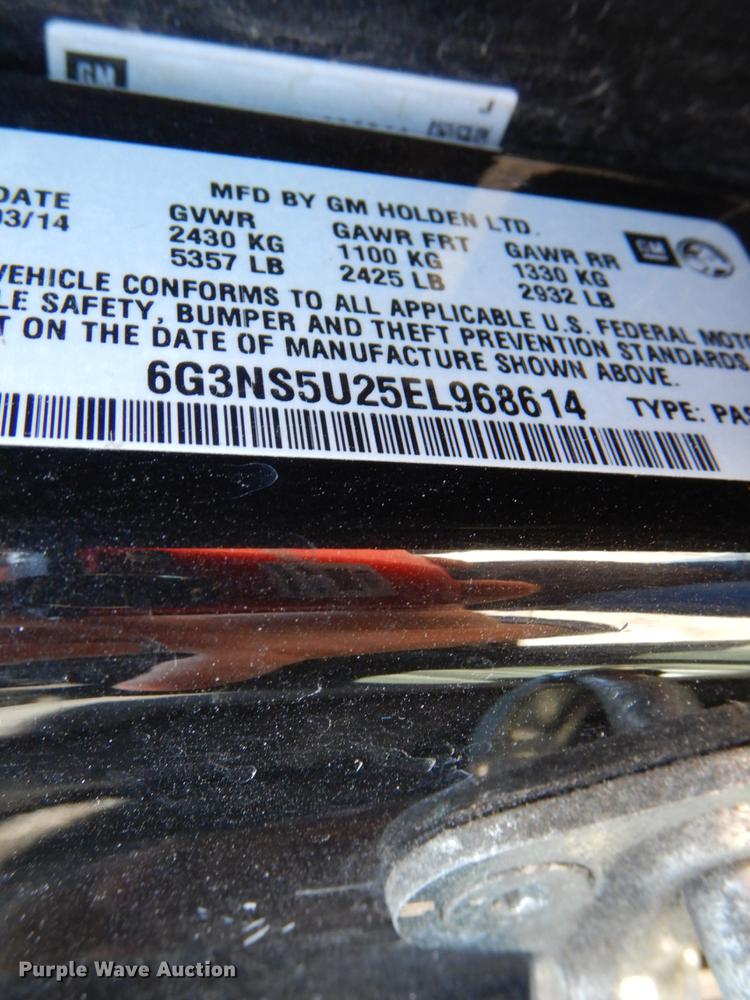 GM
J
DATE MFD BY GM HOLDEN LTD.
03/14 GVWR GAWR FRT GAWR RR GM
2430 KG 1100 KG 1330 KG
5357 LB 2425 LB 2932 LB
VEHICLE CONFORMS TO ALL APPLICABLE U.S. FEDERAL MOTO
LE SAFETY, BUMPER AND THEFT PREVENTION STANDARDS
T ON THE DATE OF MANUFACTURE SHOWN ABOVE.
6G3NS5U25EL968614 TYPE: PAS
Purple Wave Auction